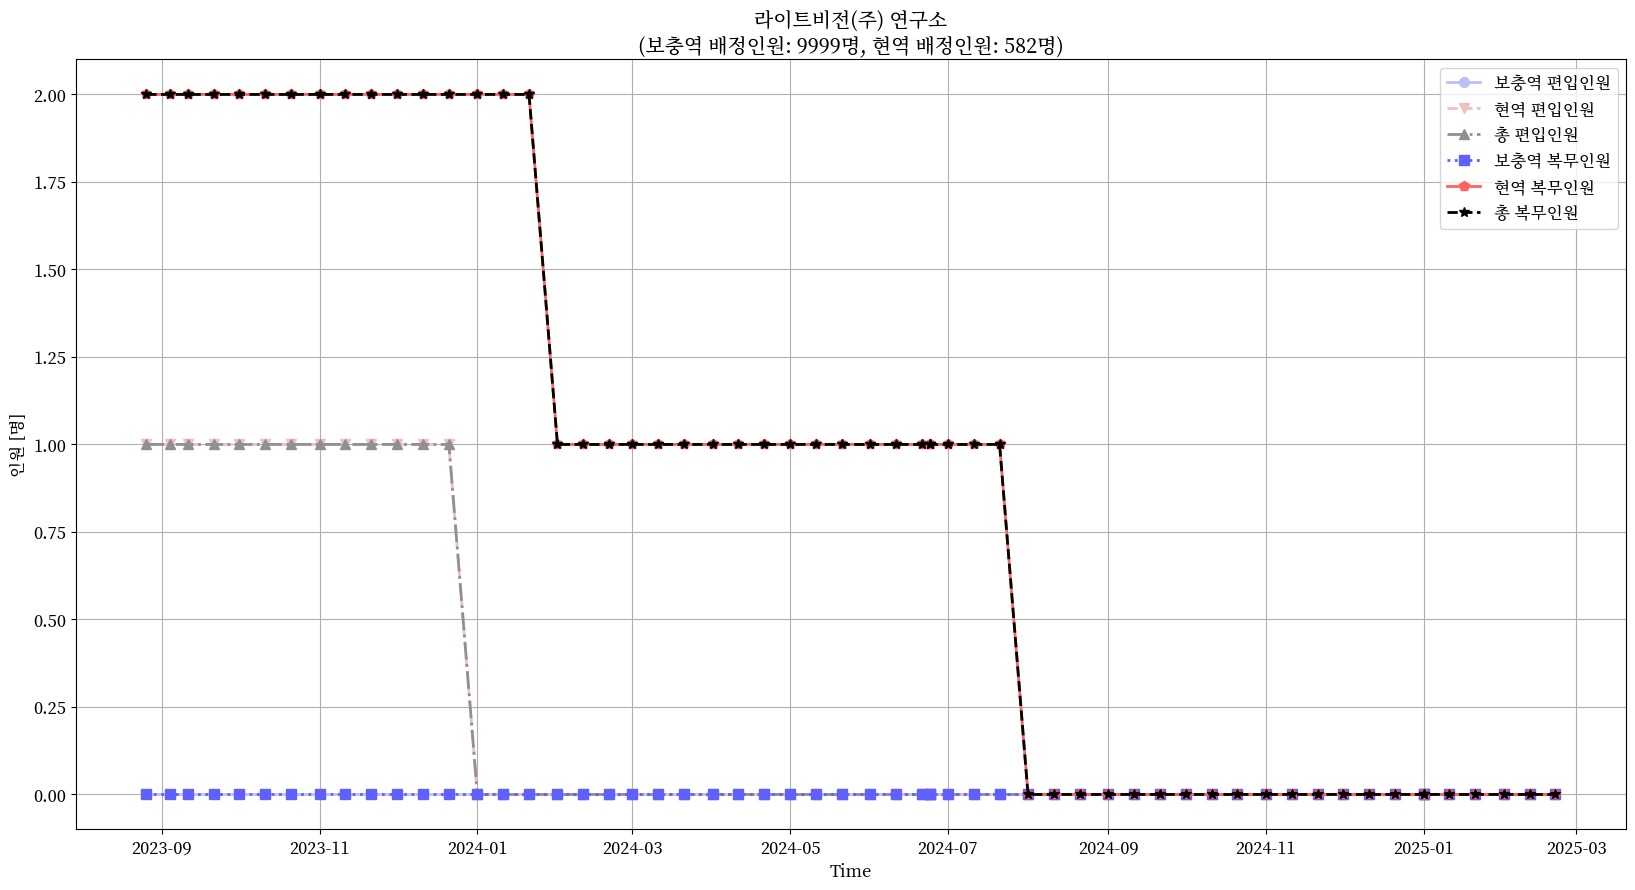 라이트비전(주) 연구소
(보충역 배정인원: 9999명, 현역 배정인원: 582명)
보충역 편입인원
현역 편입인원
총 편입인원
보충역 복무인원
현역 복무인원
총 복무인원
2.00
1.75
1.50
1.25
1.00
0.75
0.50
0.25
0.00
인원 [명]
2023-09
2023-11
2024-01
2024-03
2024-05
2024-07
2024-09
2024-11
2025-01
2025-03
Time